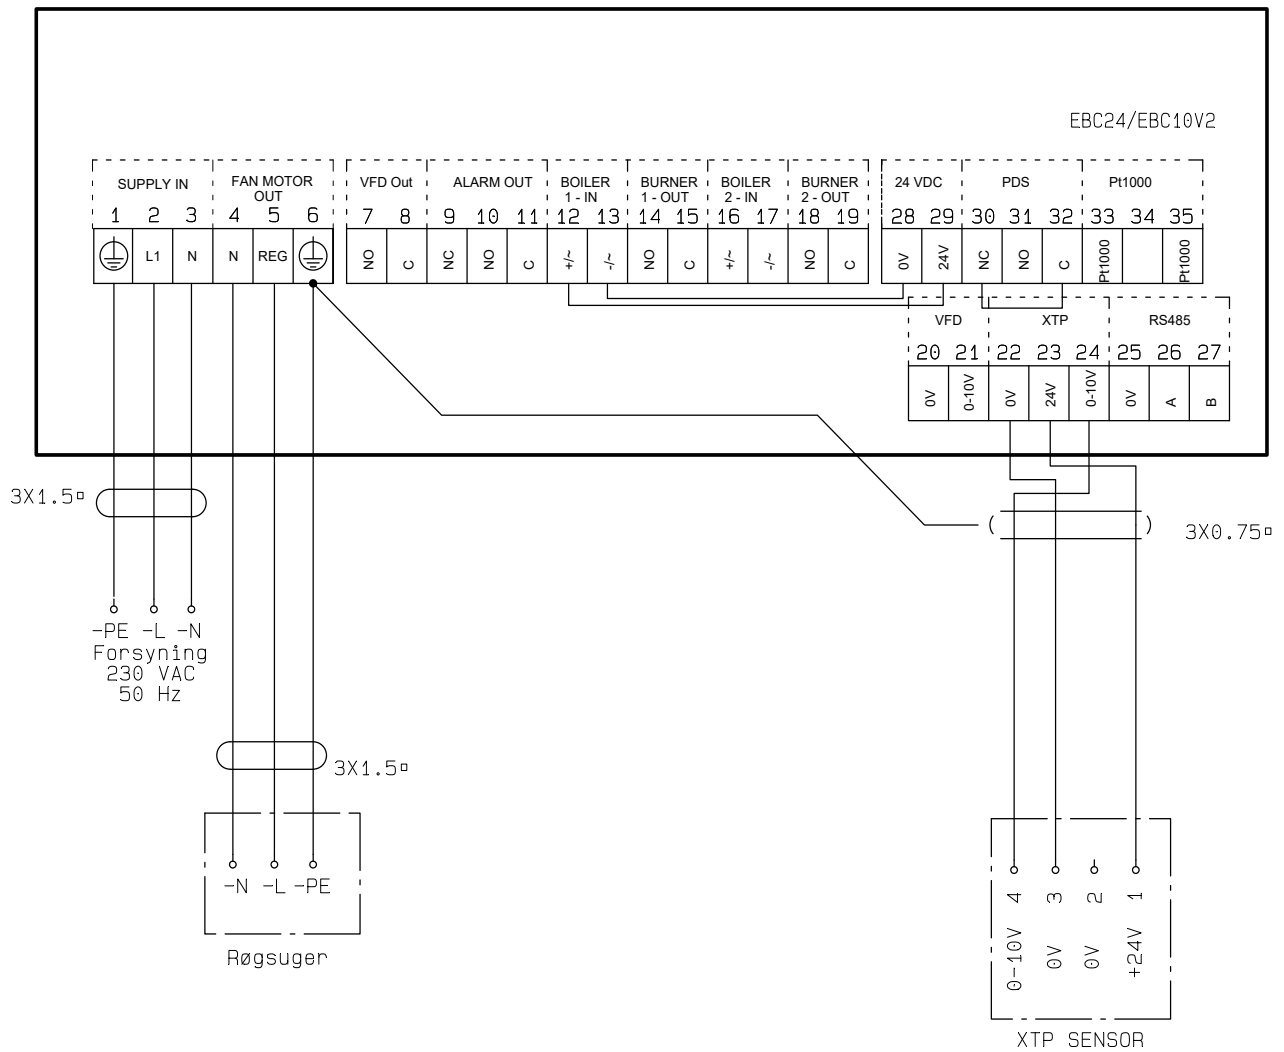 EBC24/EBC10V2
SUPPLY IN
FAN MOTOR
OUT
VFD Out
ALARM OUT
BOILER
1 - IN
BURNER
1 - OUT
BOILER
2 - IN
BURNER
2 - OUT
24 VDC
PDS
Pt1000
1 2 3 4 5 6 7 8 9 10 11 12 13 14 15 16 17 18 19 28 29 30 31 32 33 34 35
L1 N N REG NO C NC NO C +/~ -/~ NO C +/~ -/~ NO C 0V 24V NC NO C Pt1000 Pt1000
VFD XTP RS485
20 21 22 23 24 25 26 27
0V 0-10V 0V 24V 0-10V 0V A B
3X1.5▫
3X0.75▫
-PE -L -N
Forsyning
230 VAC
50 Hz
3X1.5▫
-N -L -PE
Røgsuger
4 3 2 1
0-10V 0V 0V +24V
XTP SENSOR